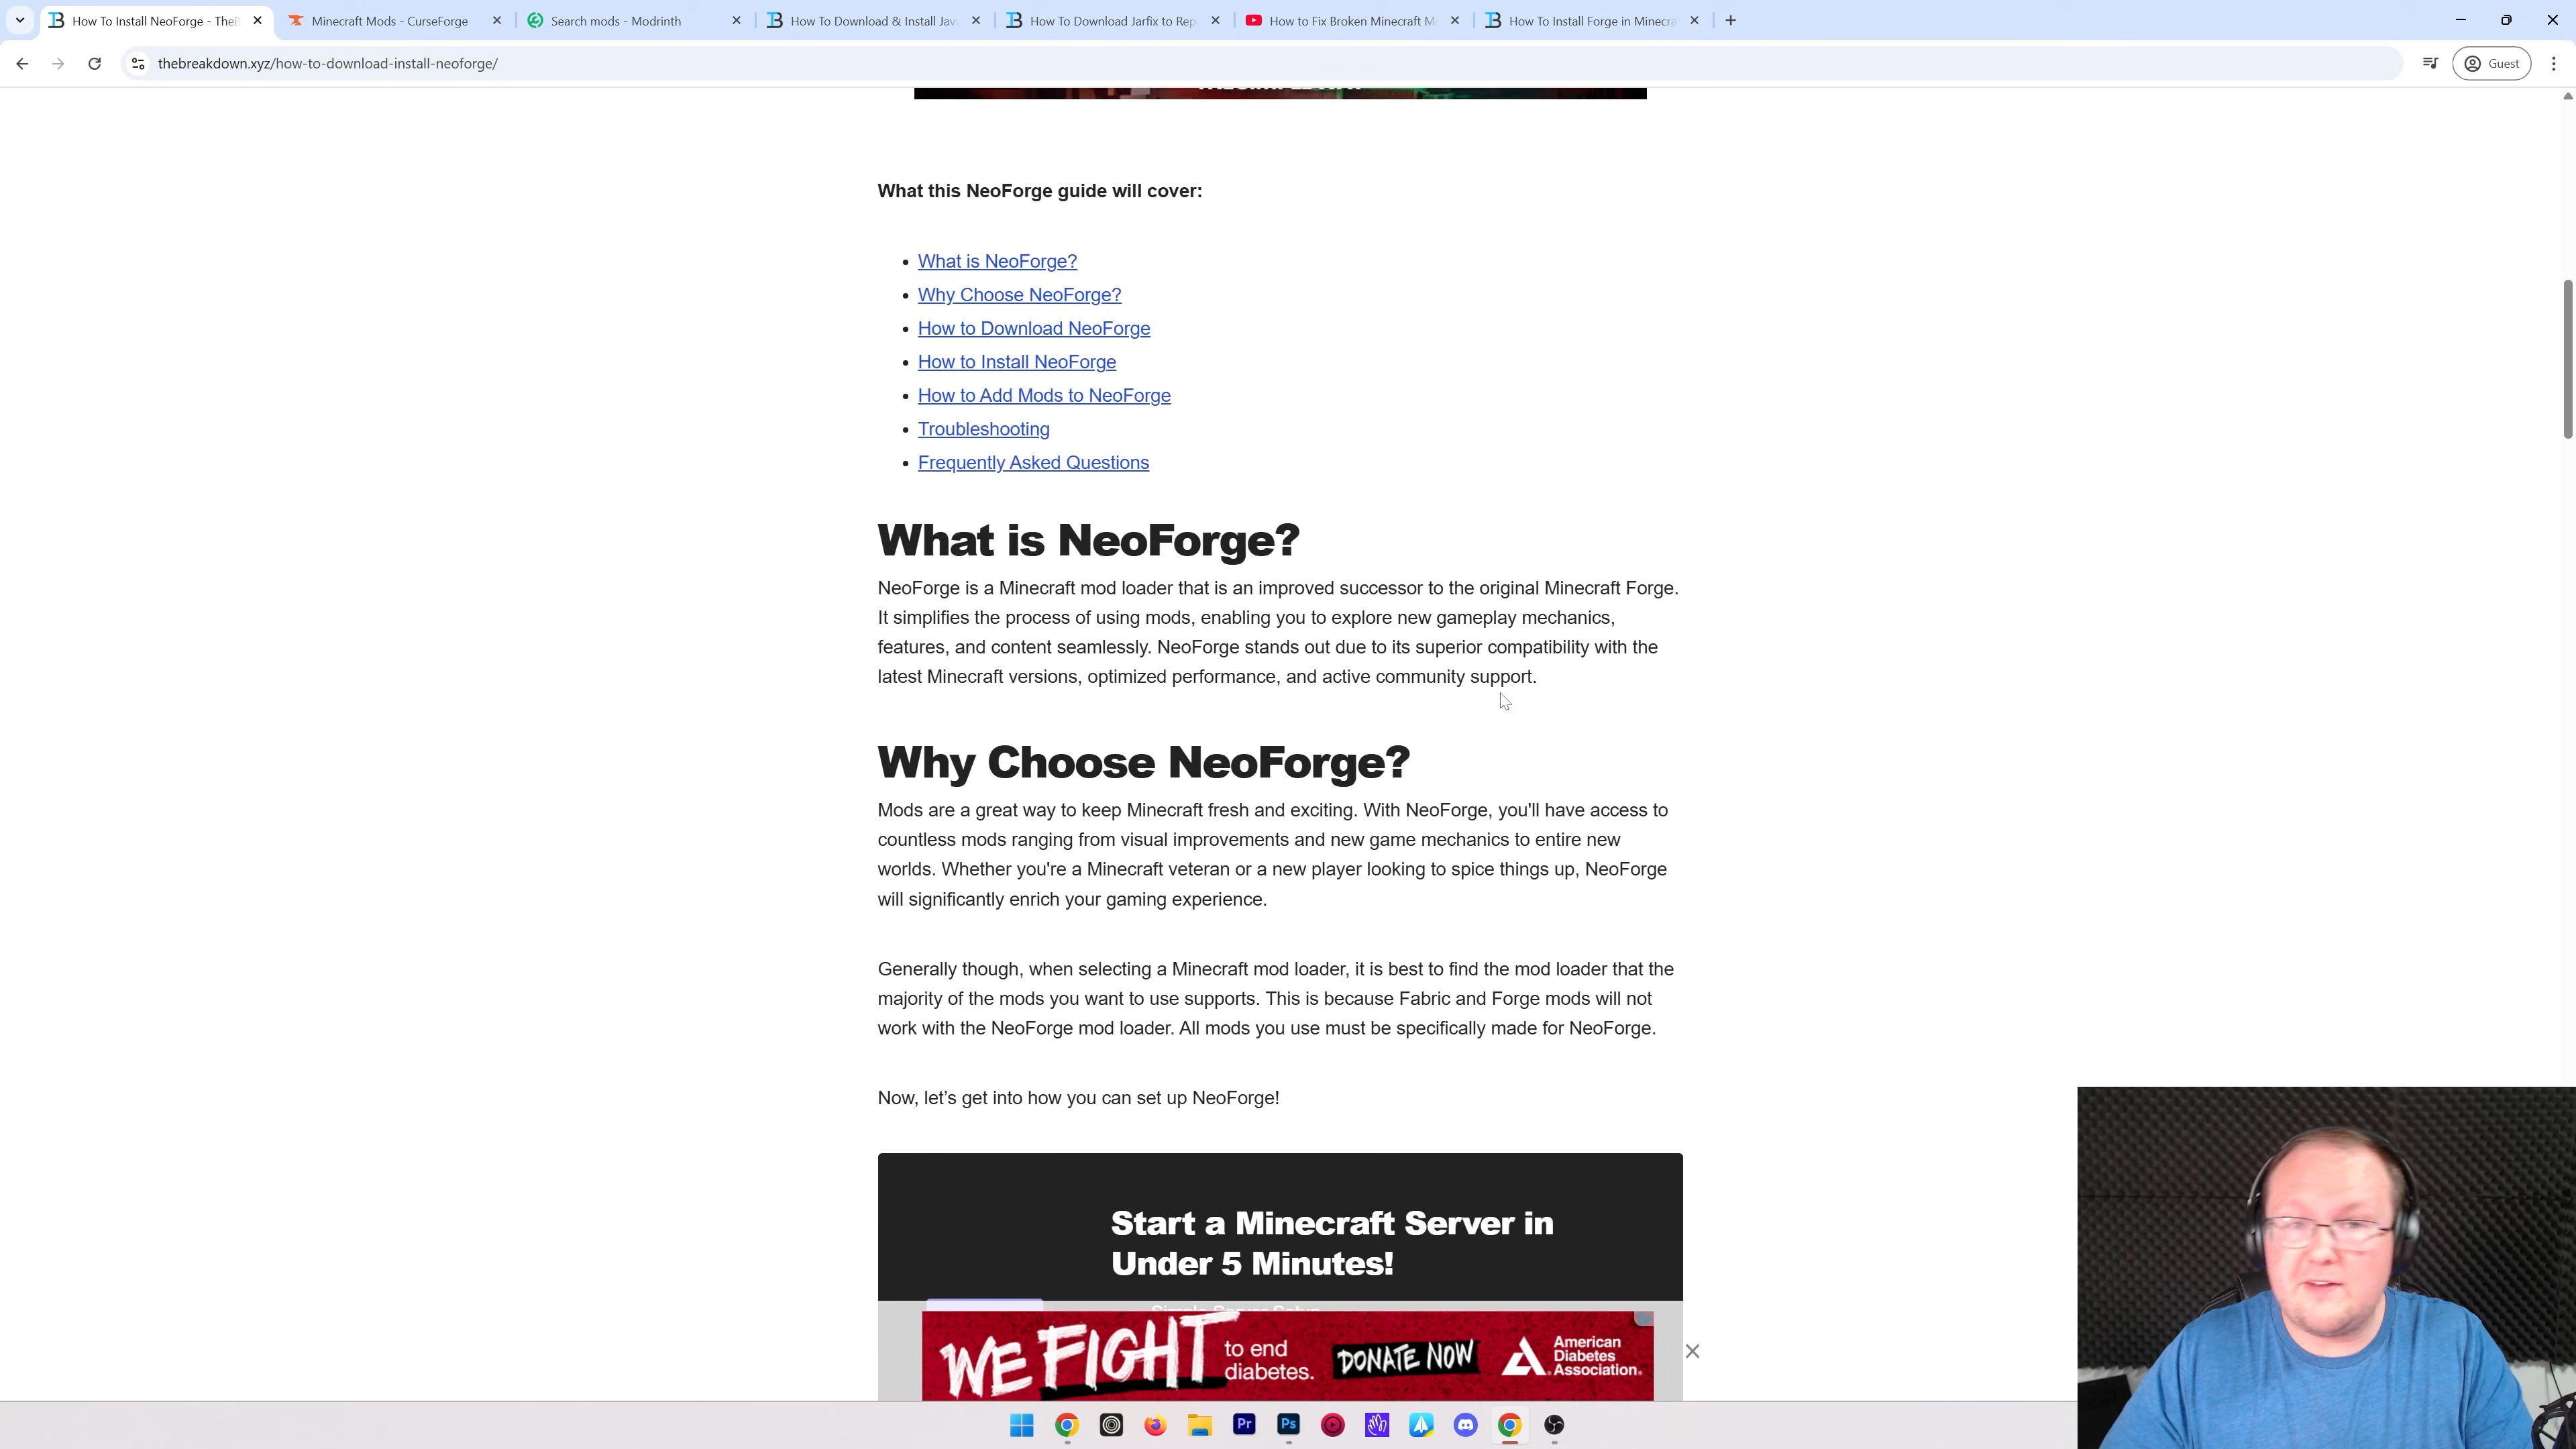 How To Install NeoForge - TheB
Minecraft Mods - CurseForge
Search mods - Modrinth
How To Download & Install Jav
How To Download Jarfix to Rep
How to Fix Broken Minecraft M
How To Install Forge in Minecra
thebreakdown.xyz/how-to-download-install-neoforge/
Guest
What this NeoForge guide will cover:
• What is NeoForge?
• Why Choose NeoForge?
• How to Download NeoForge
• How to Install NeoForge
• How to Add Mods to NeoForge
• Troubleshooting
• Frequently Asked Questions
What is NeoForge?
NeoForge is a Minecraft mod loader that is an improved successor to the original Minecraft Forge.
It simplifies the process of using mods, enabling you to explore new gameplay mechanics,
features, and content seamlessly. NeoForge stands out due to its superior compatibility with the
latest Minecraft versions, optimized performance, and active community support.
Why Choose NeoForge?
Mods are a great way to keep Minecraft fresh and exciting. With NeoForge, you'll have access to
countless mods ranging from visual improvements and new game mechanics to entire new
worlds. Whether you're a Minecraft veteran or a new player looking to spice things up, NeoForge
will significantly enrich your gaming experience.
Generally though, when selecting a Minecraft mod loader, it is best to find the mod loader that the
majority of the mods you want to use supports. This is because Fabric and Forge mods will not
work with the NeoForge mod loader. All mods you use must be specifically made for NeoForge.
Now, let’s get into how you can set up NeoForge!
Start a Minecraft Server in
Under 5 Minutes!
Simple Server Setup
WE FIGHT to end diabetes. DONATE NOW American Diabetes Association.
Pr
Ps